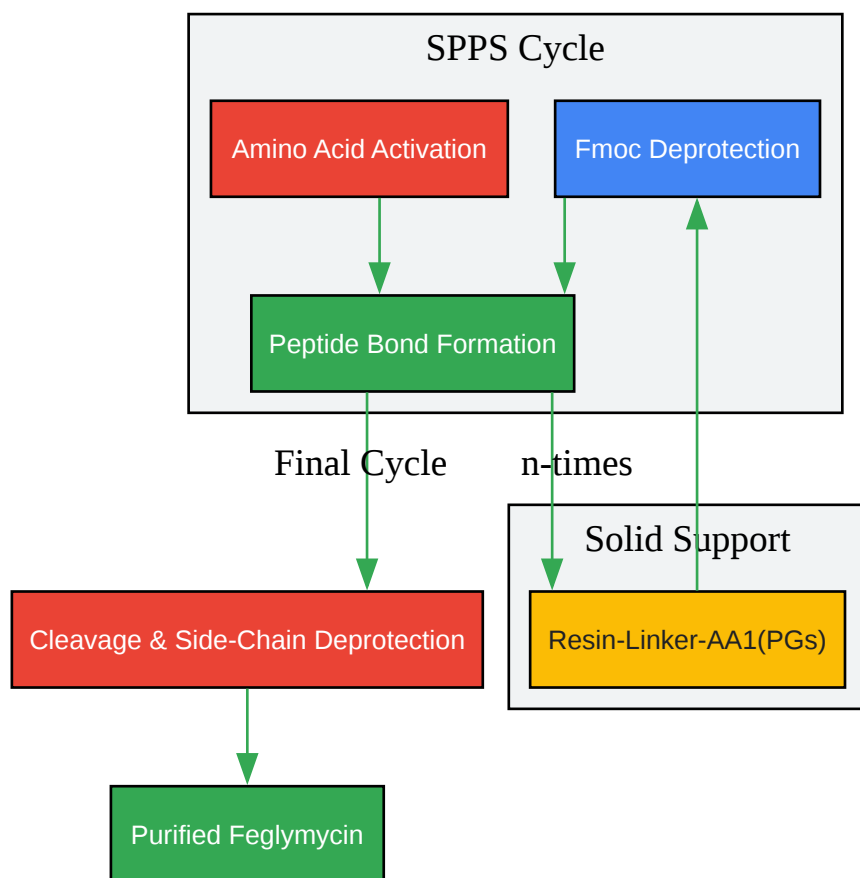 SPPS Cycle
Amino Acid Activation
Fmoc Deprotection
Peptide Bond Formation
Final Cycle
n-times
Solid Support
Cleavage & Side-Chain Deprotection
Resin-Linker-AA1(PGs)
Purified Feglymycin